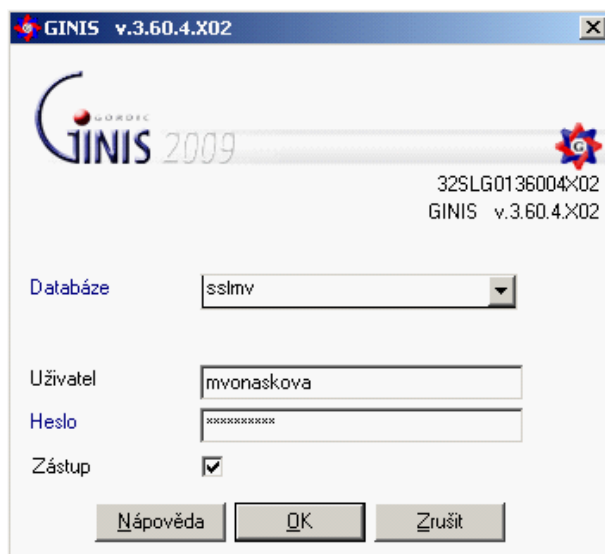 GINIS v.3.60.4.X02
GORDIC
GINIS 2009
G
32SLG0136004X02
GINIS v.3.60.4.X02
Databáze sslmv
Uživatel mvonaskova
Heslo **********
Zástup
Nápověda OK Zrušit